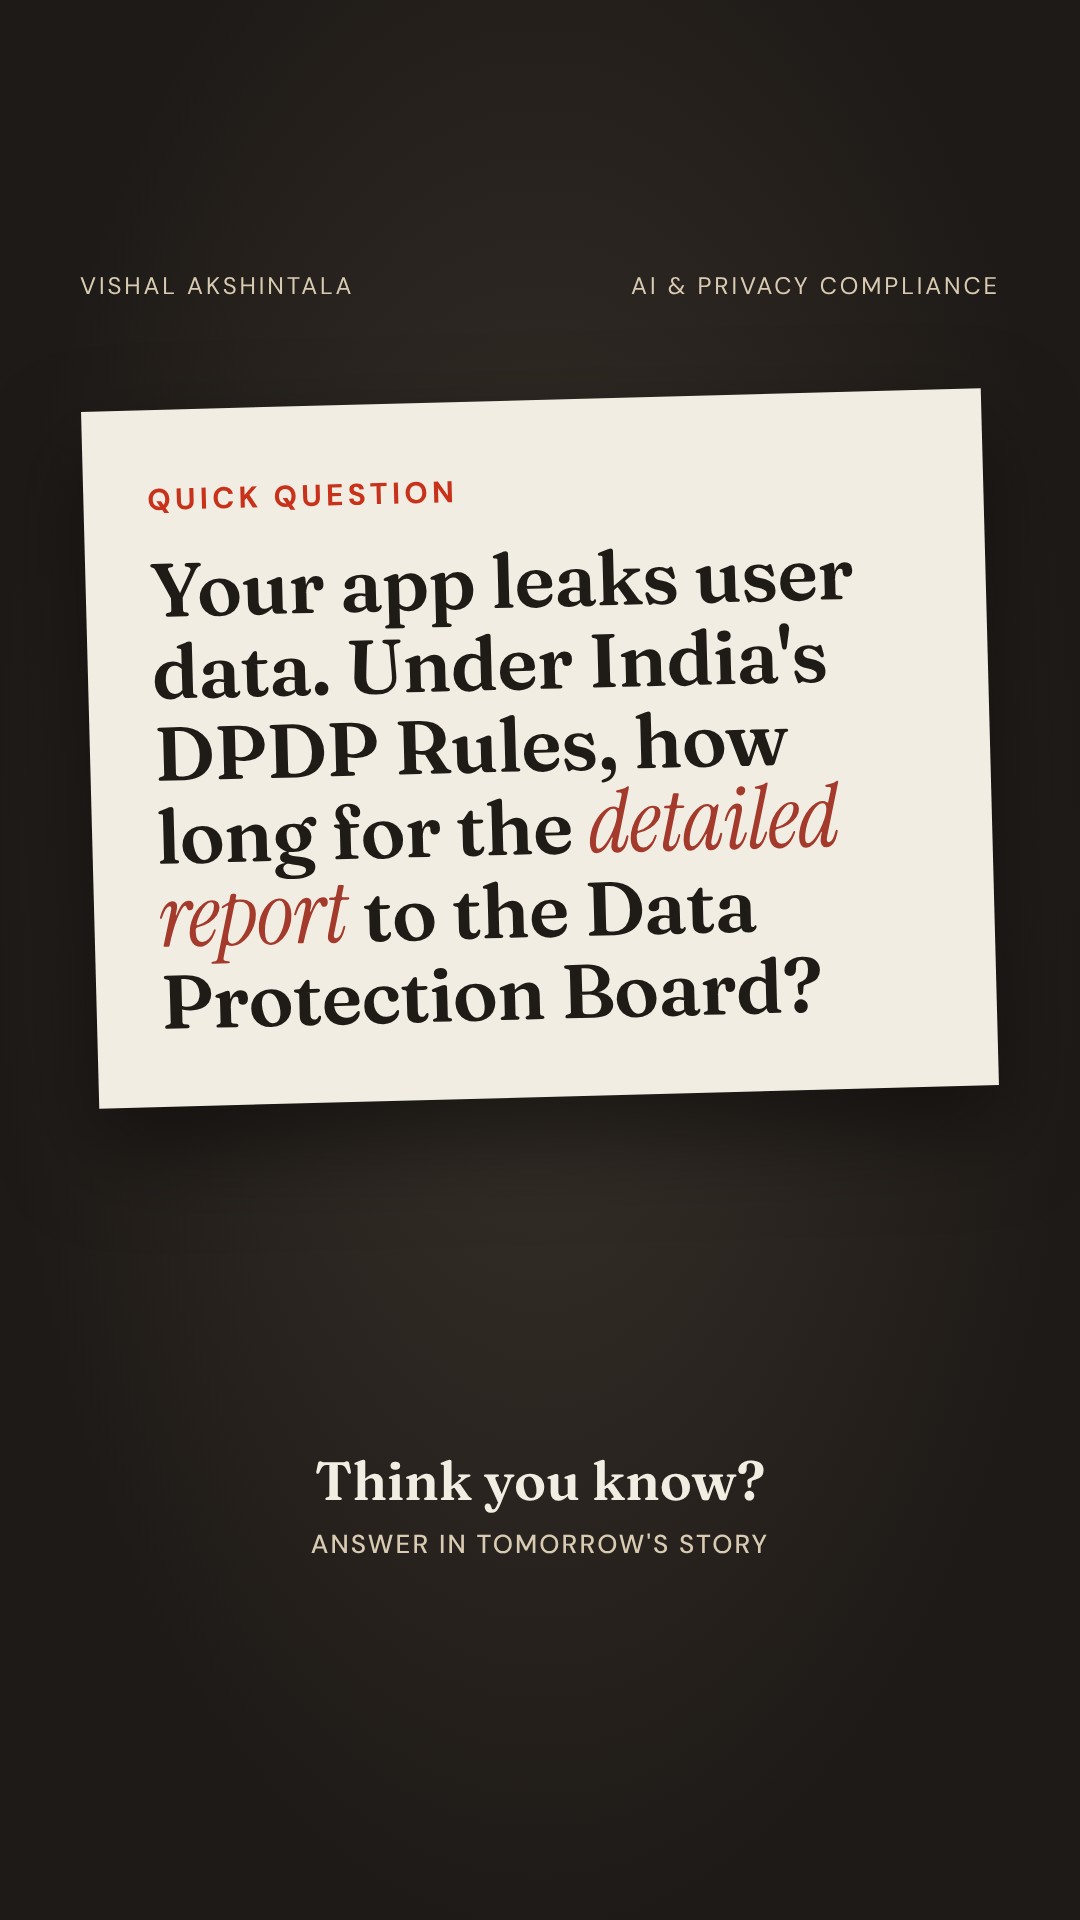 VISHAL AKSHINTALA
AI & PRIVACY COMPLIANCE
QUICK QUESTION
Your app leaks user
data. Under India's
DPDP Rules, how
long for the detailed
report to the Data
Protection Board?
Think you know?
ANSWER IN TOMORROW'S STORY